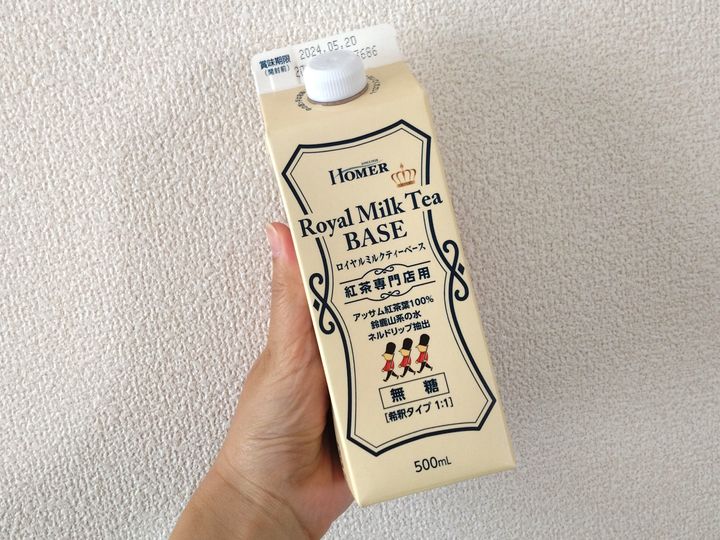 賞味期限
(開封前)
2024.05.20
HOMER
Royal Milk Tea
BASE
ロイヤルミルクティーベース
紅茶専門店用
アッサム紅茶葉100%
鈴鹿山系の水
ネルドリップ抽出
無糖
[希釈タイプ 1:1]
500mL